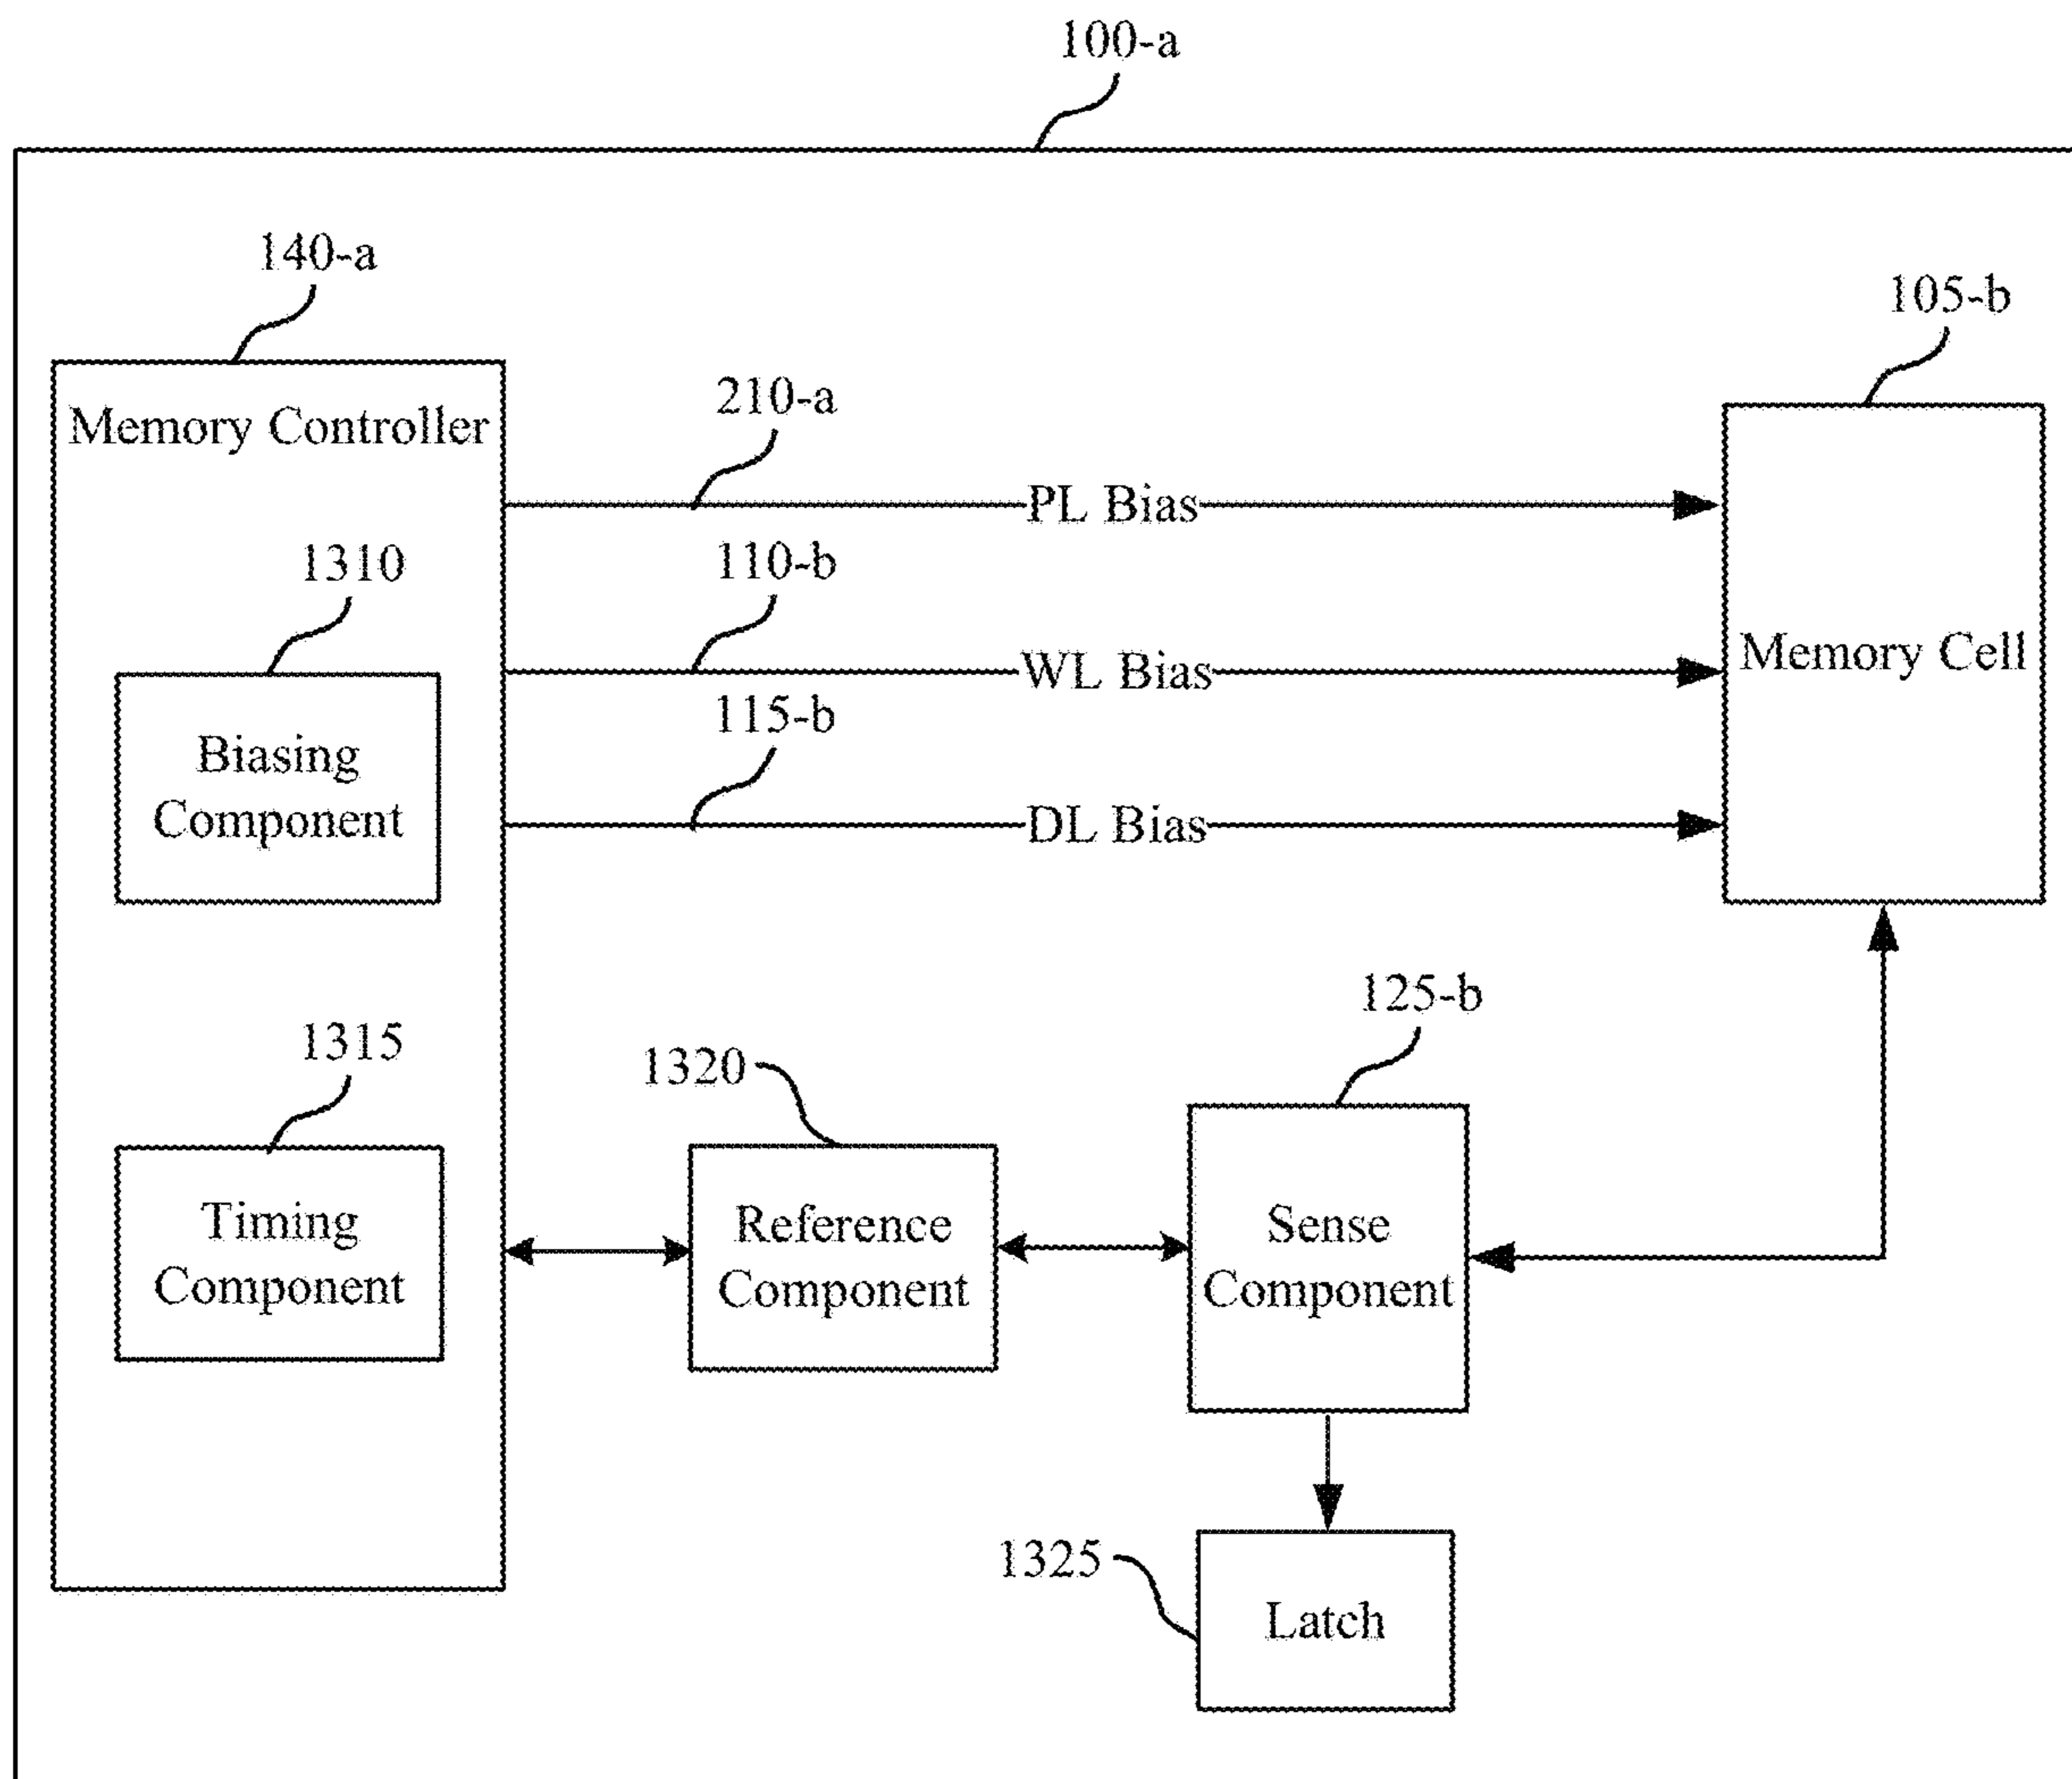 100-a
140-a
105-b
Memory Controller
210-a
PL Bias
1310
110-b
WL Bias
Memory Cell
Biasing
Component
115-b
DL Bias
125-b
1315
1320
Timing
Component
Reference
Component
Sense
Component
1325
Latch